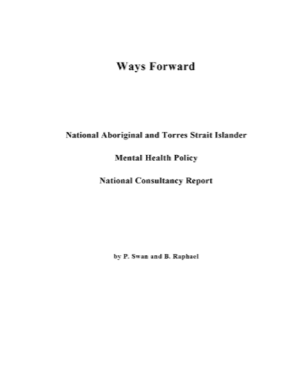 Ways Forward
National Aboriginal and Torres Strait Islander
Mental Health Policy
National Consultancy Report
by P. Swan and B. Raphael